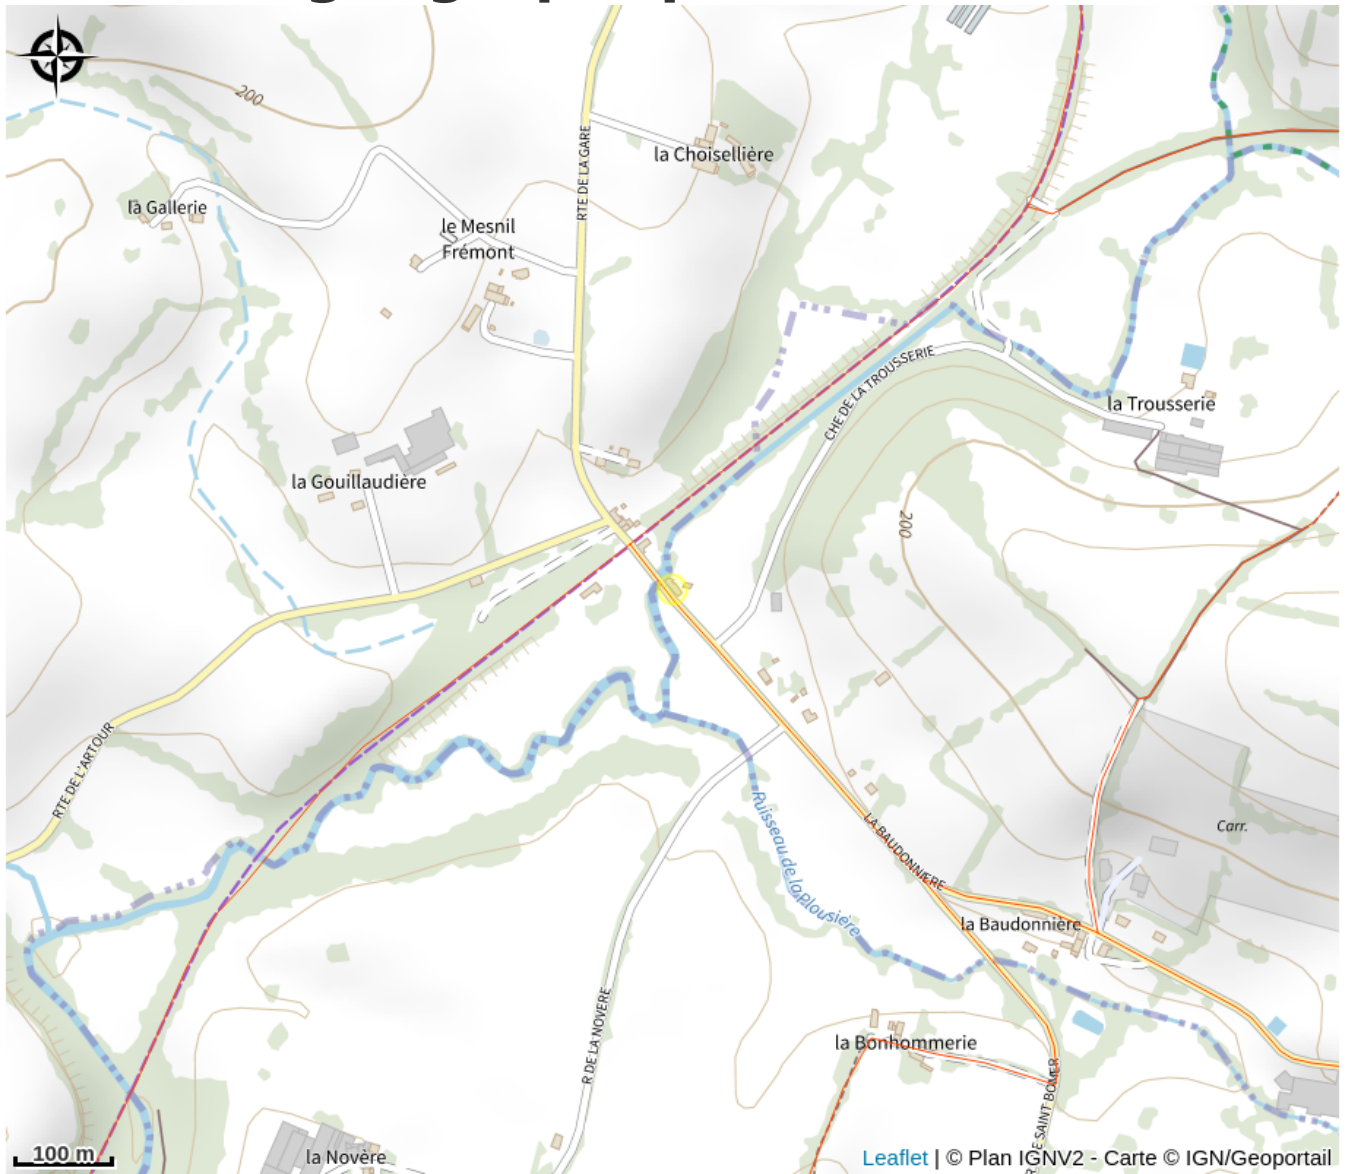 200
la Choisellière
RTE DE LA GARE
la Gallerie
le Mesnil
Frémont
CHE DE LA TROUSSERIE
la Trousserie
la Gouillaudière
200
RTE DE L'ARTOUR
Ruisseau de la Plousière
LA BAUDONNIERE
Carr.
la Baudonnière
R DE LA NOVERE
la Bonhommerie
E SAINT BOMER
la Novère
100 m
Leaflet | © Plan IGNV2 - Carte © IGN/Geoportail